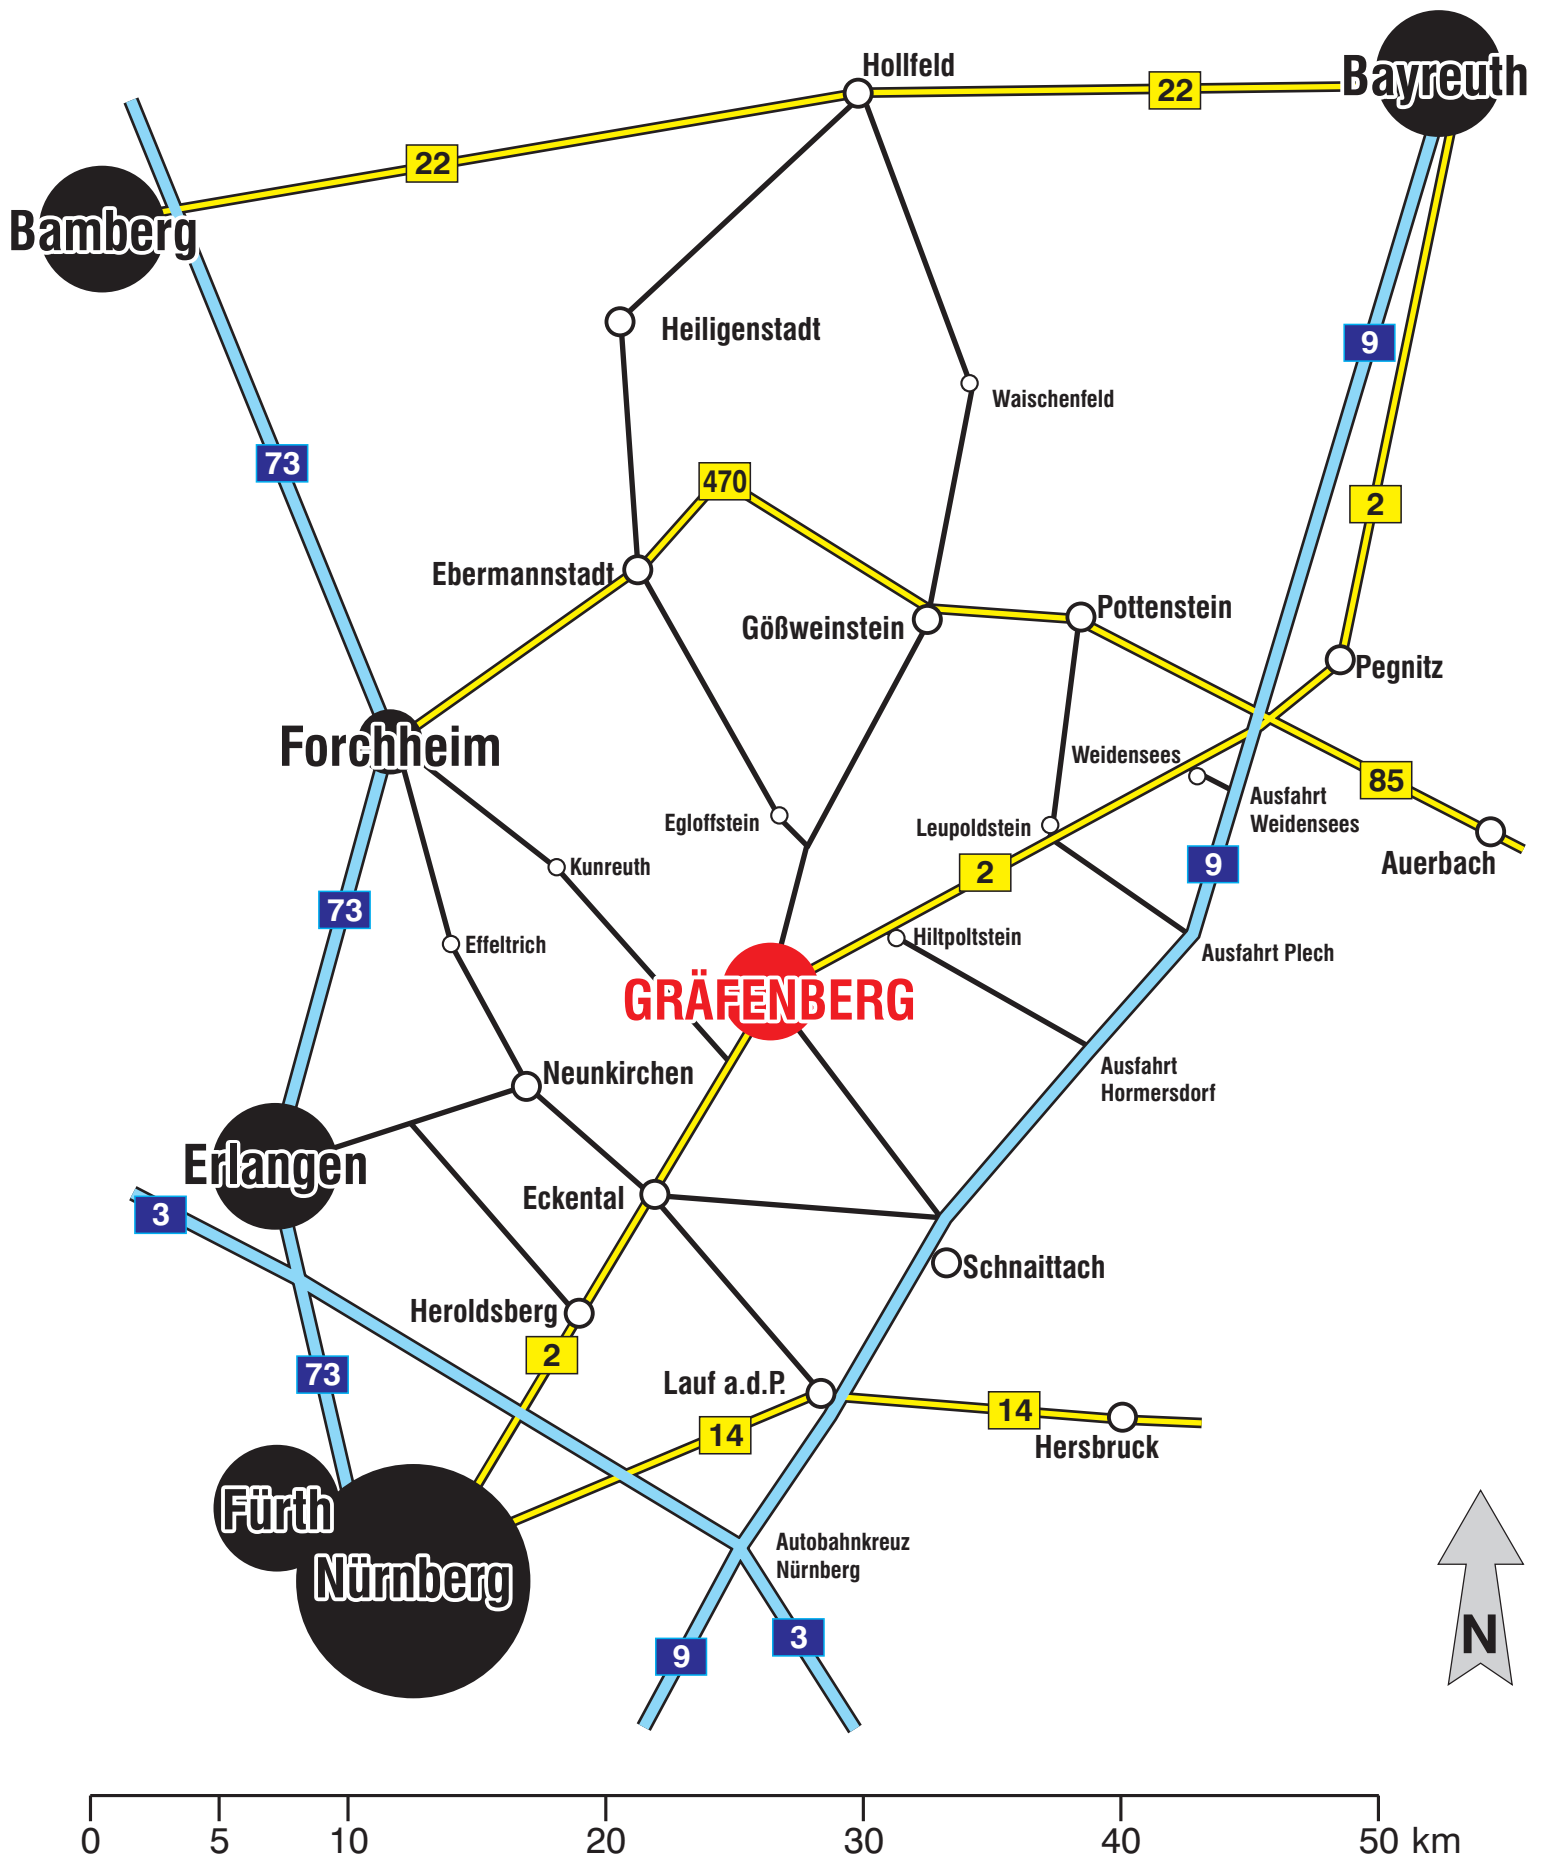 Hollfeld
Bayreuth
22
22
Bamberg
Heiligenstadt
9
Waischenfeld
73
470
2
Ebermannstadt
Pottenstein
Gößweinstein
Pegnitz
Forchheim
Weidensees
85
Ausfahrt
Weidensees
Egloffstein
Leupoldstein
Auerbach
Kunreuth
2
9
73
Effeltrich
Hiltpoltstein
Ausfahrt Plech
GRÄFENBERG
Neunkirchen
Ausfahrt
Hormersdorf
Erlangen
Eckental
3
Schnaittach
Heroldsberg
2
73
Lauf a.d.P.
14
14
Hersbruck
Fürth
Autobahnkreuz
Nürnberg
Nürnberg
9
3
N
0 5 10 20 30 40 50 km